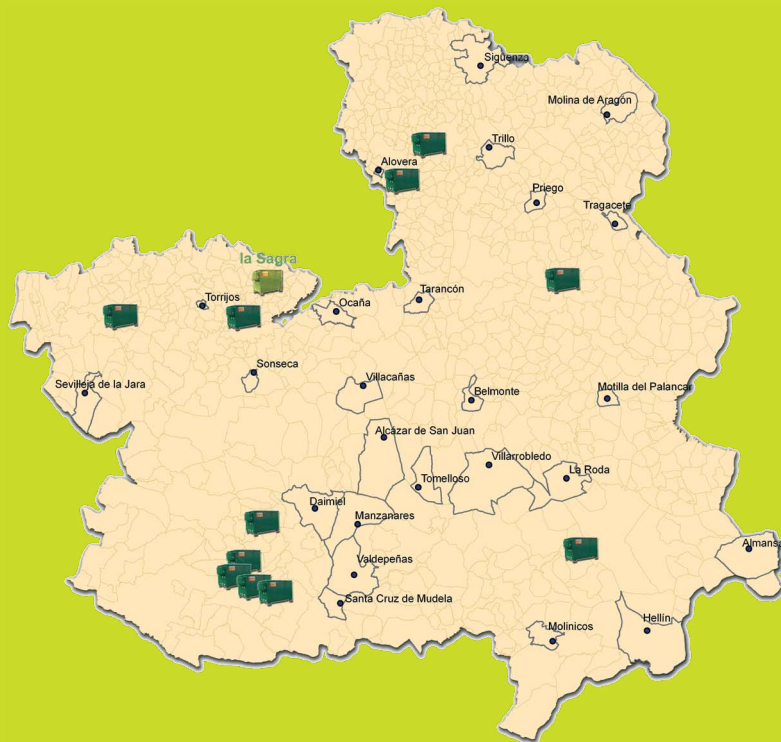 Sigüenzo
Molina de Aragón
Trillo
Alovera
Priego
Tragacete
la Sagra
Torrijos
Ocaña
Tarancón
Sonseca
Sevilleja de la Jara
Villacañas
Belmonte
Motilla del Palancar
Alcázar de San Juan
Villarrobledo
La Roda
Tomelloso
Daimiel
Manzanares
Almansa
Valdepeñas
Santa Cruz de Mudela
Molinicos
Hellín